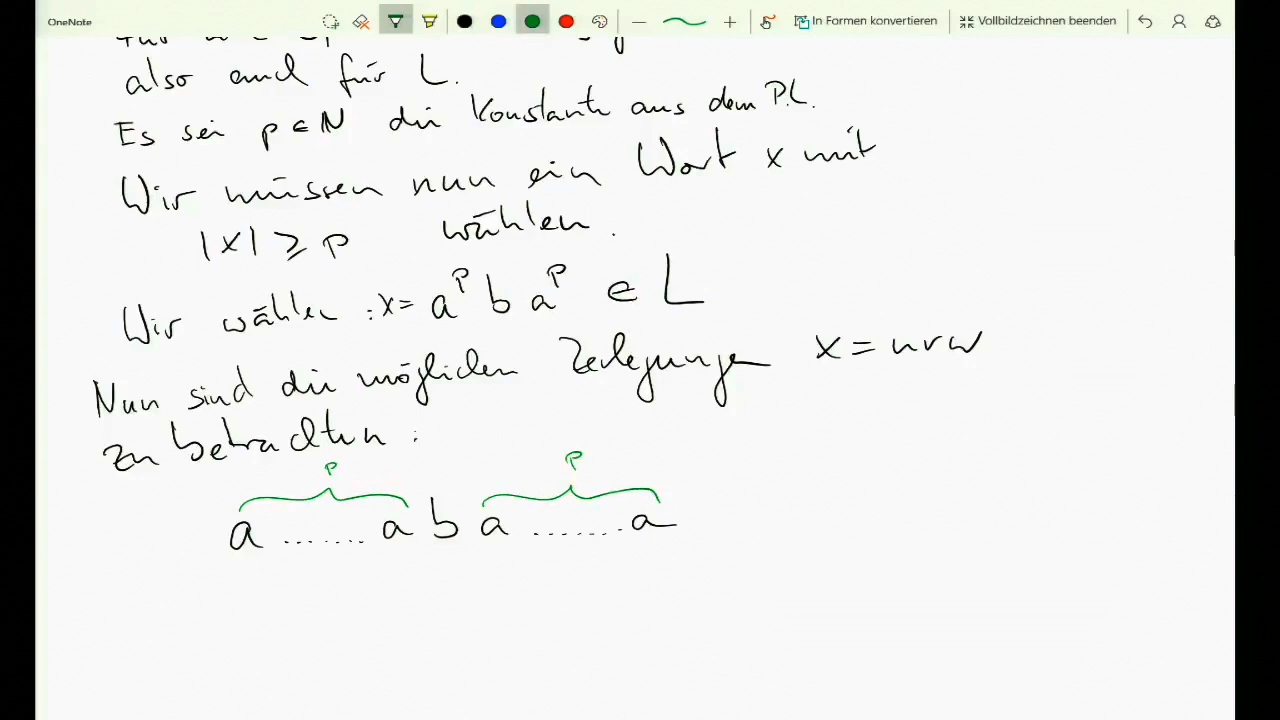 OneNote
In Formen konvertieren
Vollbildzeichnen beenden
für
also auch für L.
Es sei p ∈ ℕ die Konstante aus dem P.L.
Wir müssen nun ein Wort x mit
|x| ≥ p wählen.
Wir wählen : x = a^p b a^p ∈ L
Nun sind die möglichen Zerlegungen x = uvw
zu betrachten :
p p
a ....... a b a ....... a